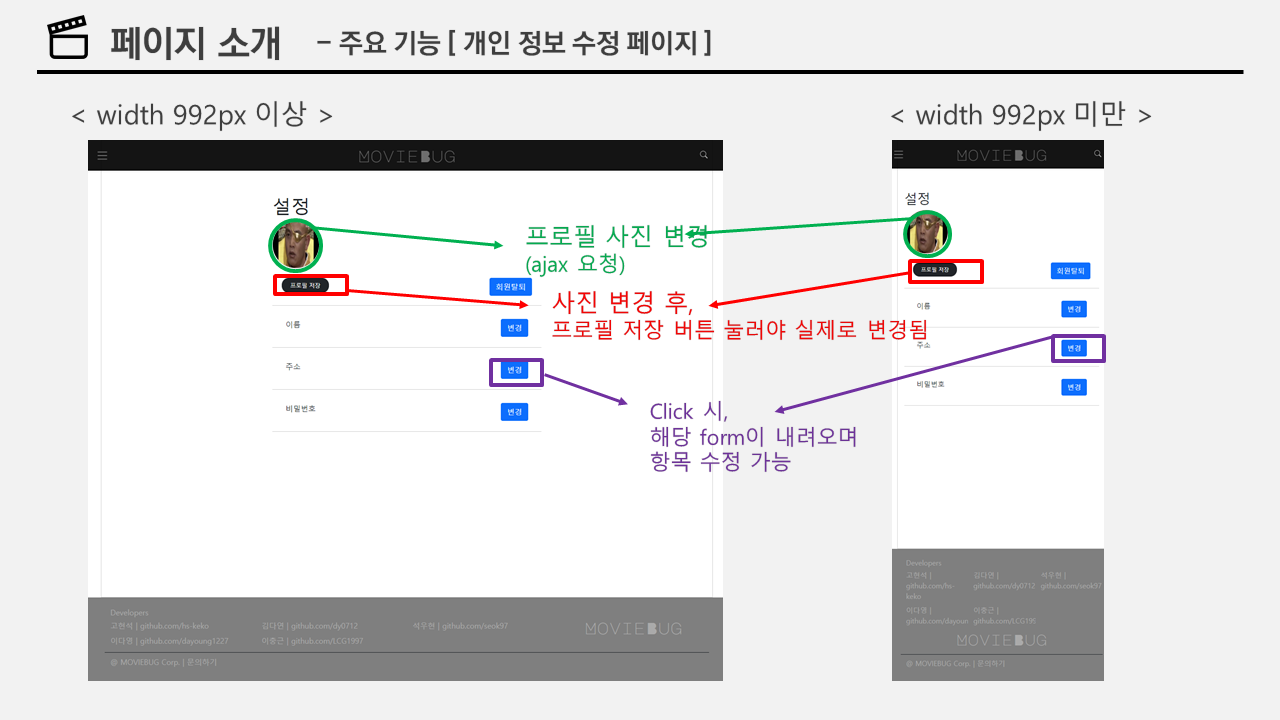 페이지 소개 - 주요 기능 [ 개인 정보 수정 페이지 ]
< width 992px 이상 >
MOVIEBUG
설정
프로필 저장
회원탈퇴
이름
변경
주소
변경
비밀번호
변경
프로필 사진 변경
(ajax 요청)
사진 변경 후,
프로필 저장 버튼 눌러야 실제로 변경됨
Click 시,
해당 form이 내려오며
항목 수정 가능
Developers
고현석 | github.com/hs-keko 김다연 | github.com/dy0712 석우현 | github.com/seok97
이다영 | github.com/dayoung1227 이충근 | github.com/LCG1997
MOVIEBUG
@ MOVIEBUG Corp. | 문의하기
< width 992px 미만 >
MOVIEBUG
설정
프로필 저장
회원탈퇴
이름
변경
주소
변경
비밀번호
변경
Developers
고현석 | 김다연 | 석우현 |
github.com/hs- github.com/dy0712 github.com/seok97
keko
이다영 | 이충근 |
github.com/dayoun github.com/LCG199
MOVIEBUG
@ MOVIEBUG Corp. | 문의하기